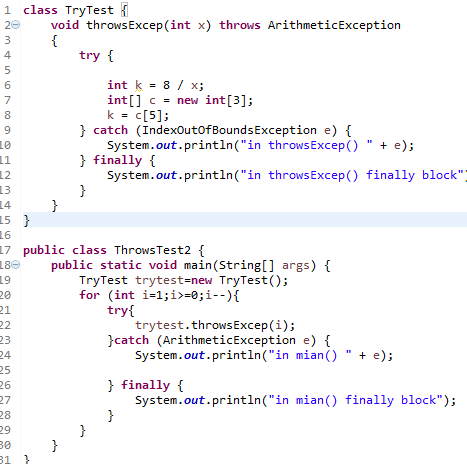 1 class TryTest {
2 void throwsExcep(int x) throws ArithmeticException
3 {
4 try {
5
6 int k = 8 / x;
7 int[] c = new int[3];
8 k = c[5];
9 } catch (IndexOutOfBoundsException e) {
10 System.out.println("in throwsExcep() " + e);
11 } finally {
12 System.out.println("in throwsExcep() finally block")
13 }
14 }
15 }
16
17 public class ThrowsTest2 {
18 public static void main(String[] args) {
19 TryTest trytest=new TryTest();
20 for (int i=1;i>=0;i--){
21 try{
22 trytest.throwsExcep(i);
23 }catch (ArithmeticException e) {
24 System.out.println("in mian() " + e);
25
26 } finally {
27 System.out.println("in mian() finally block");
28 }
29 }
30 }
31 }